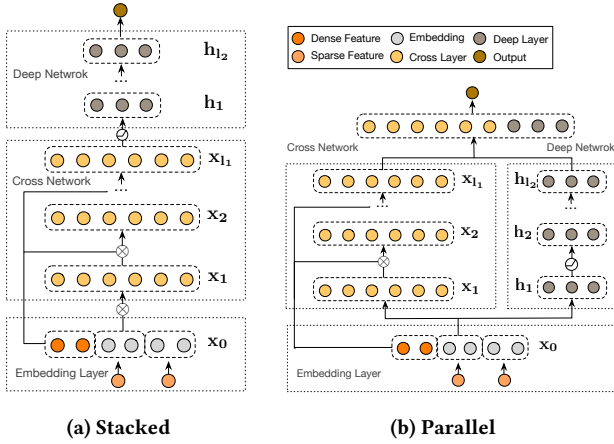 Deep Netwrok
h_{l_2}
..
h_1
Cross Network
x_{l_1}
..
x_2
x_1
x_0
Embedding Layer
(a) Stacked
Dense Feature
Embedding
Deep Layer
Sparse Feature
Cross Layer
Output
Cross Network
Deep Netwrok
x_{l_1}
h_{l_2}
..
..
x_2
h_2
x_1
h_1
x_0
Embedding Layer
(b) Parallel